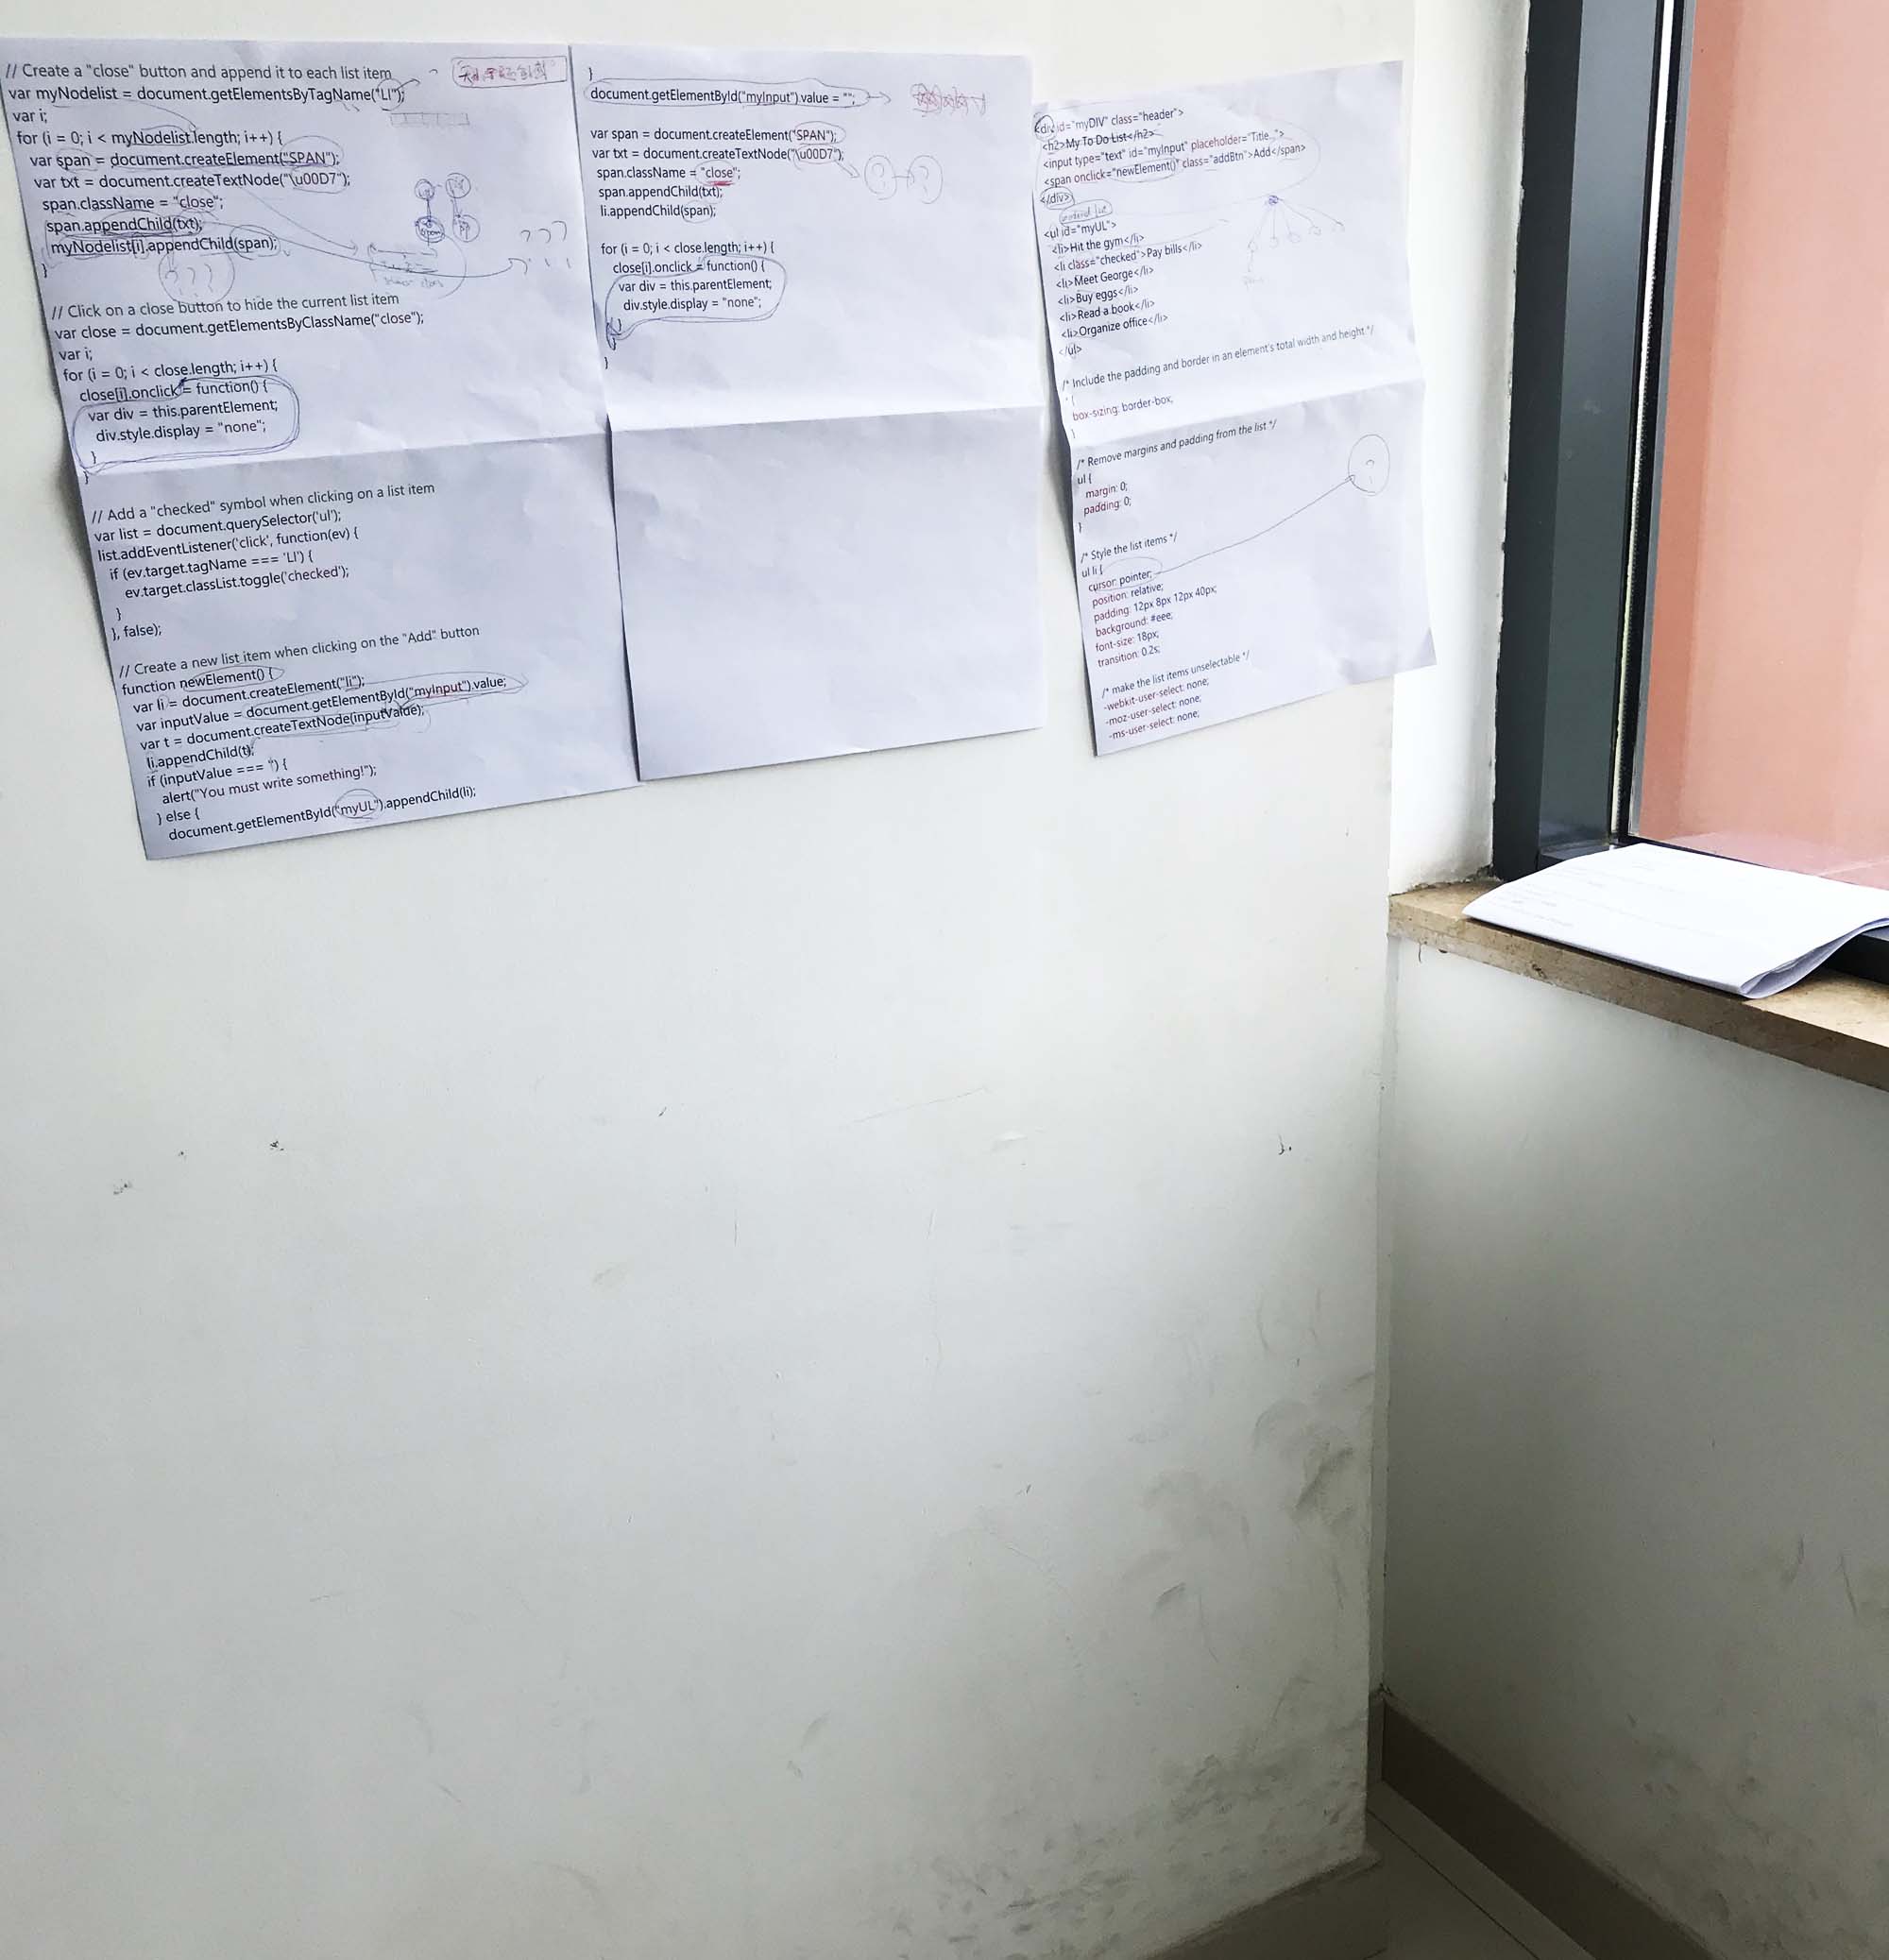 // Create a "close" button and append it to each list item
var myNodelist = document.getElementsByTagName("LI");
var i;
for (i = 0; i < myNodelist.length; i++) {
var span = document.createElement("SPAN");
var txt = document.createTextNode("\u00D7");
span.className = "close";
span.appendChild(txt);
myNodelist[i].appendChild(span);
}
? ? ?
? ? ?
// Click on a close button to hide the current list item
var close = document.getElementsByClassName("close");
var i;
for (i = 0; i < close.length; i++) {
close[i].onclick = function() {
var div = this.parentElement;
div.style.display = "none";
}
}
// Add a "checked" symbol when clicking on a list item
var list = document.querySelector('ul');
list.addEventListener('click', function(ev) {
if (ev.target.tagName === 'LI') {
ev.target.classList.toggle('checked');
}
}, false);
// Create a new list item when clicking on the "Add" button
function newElement() {
var li = document.createElement("li");
var inputValue = document.getElementById("myInput").value;
var t = document.createTextNode(inputValue);
li.appendChild(t);
if (inputValue === '') {
alert("You must write something!");
} else {
document.getElementById("myUL").appendChild(li);
}
document.getElementById("myInput").value = "";
var span = document.createElement("SPAN");
var txt = document.createTextNode("\u00D7");
span.className = "close";
span.appendChild(txt);
li.appendChild(span);
for (i = 0; i < close.length; i++) {
close[i].onclick = function() {
var div = this.parentElement;
div.style.display = "none";
}
}
}
<div id="myDIV" class="header">
<h2>My To Do List</h2>
<input type="text" id="myInput" placeholder="Title...">
<span onclick="newElement()" class="addBtn">Add</span>
</div>
<ul id="myUL">
<li>Hit the gym</li>
<li class="checked">Pay bills</li>
<li>Meet George</li>
<li>Buy eggs</li>
<li>Read a book</li>
<li>Organize office</li>
</ul>
/* Include the padding and border in an element's total width and height */
* {
box-sizing: border-box;
}
/* Remove margins and padding from the list */
ul {
margin: 0;
padding: 0;
}
?
/* Style the list items */
ul li {
cursor: pointer;
position: relative;
padding: 12px 8px 12px 40px;
background: #eee;
font-size: 18px;
transition: 0.2s;
/* make the list items unselectable */
-webkit-user-select: none;
-moz-user-select: none;
-ms-user-select: none;